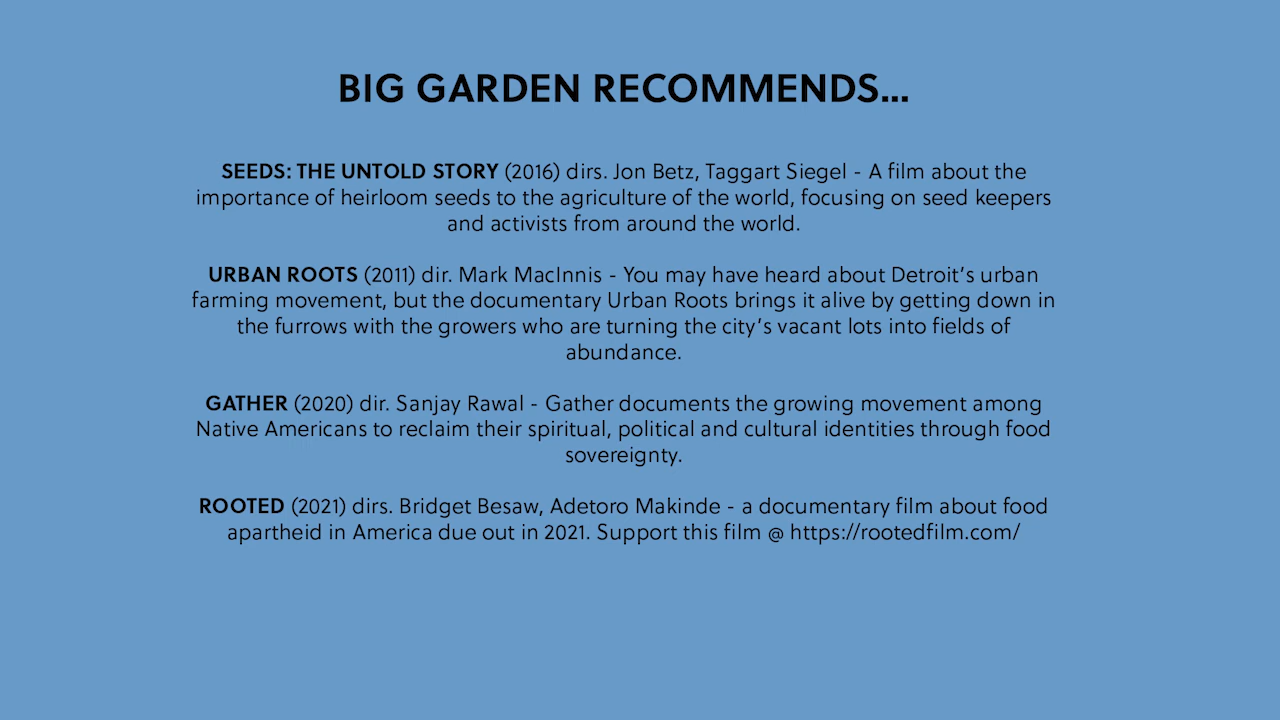 BIG GARDEN RECOMMENDS...
SEEDS: THE UNTOLD STORY (2016) dirs. Jon Betz, Taggart Siegel - A film about the
importance of heirloom seeds to the agriculture of the world, focusing on seed keepers
and activists from around the world.
URBAN ROOTS (2011) dir. Mark MacInnis - You may have heard about Detroit's urban
farming movement, but the documentary Urban Roots brings it alive by getting down in
the furrows with the growers who are turning the city's vacant lots into fields of
abundance.
GATHER (2020) dir. Sanjay Rawal - Gather documents the growing movement among
Native Americans to reclaim their spiritual, political and cultural identities through food
sovereignty.
ROOTED (2021) dirs. Bridget Besaw, Adetoro Makinde - a documentary film about food
apartheid in America due out in 2021. Support this film @ https://rootedfilm.com/